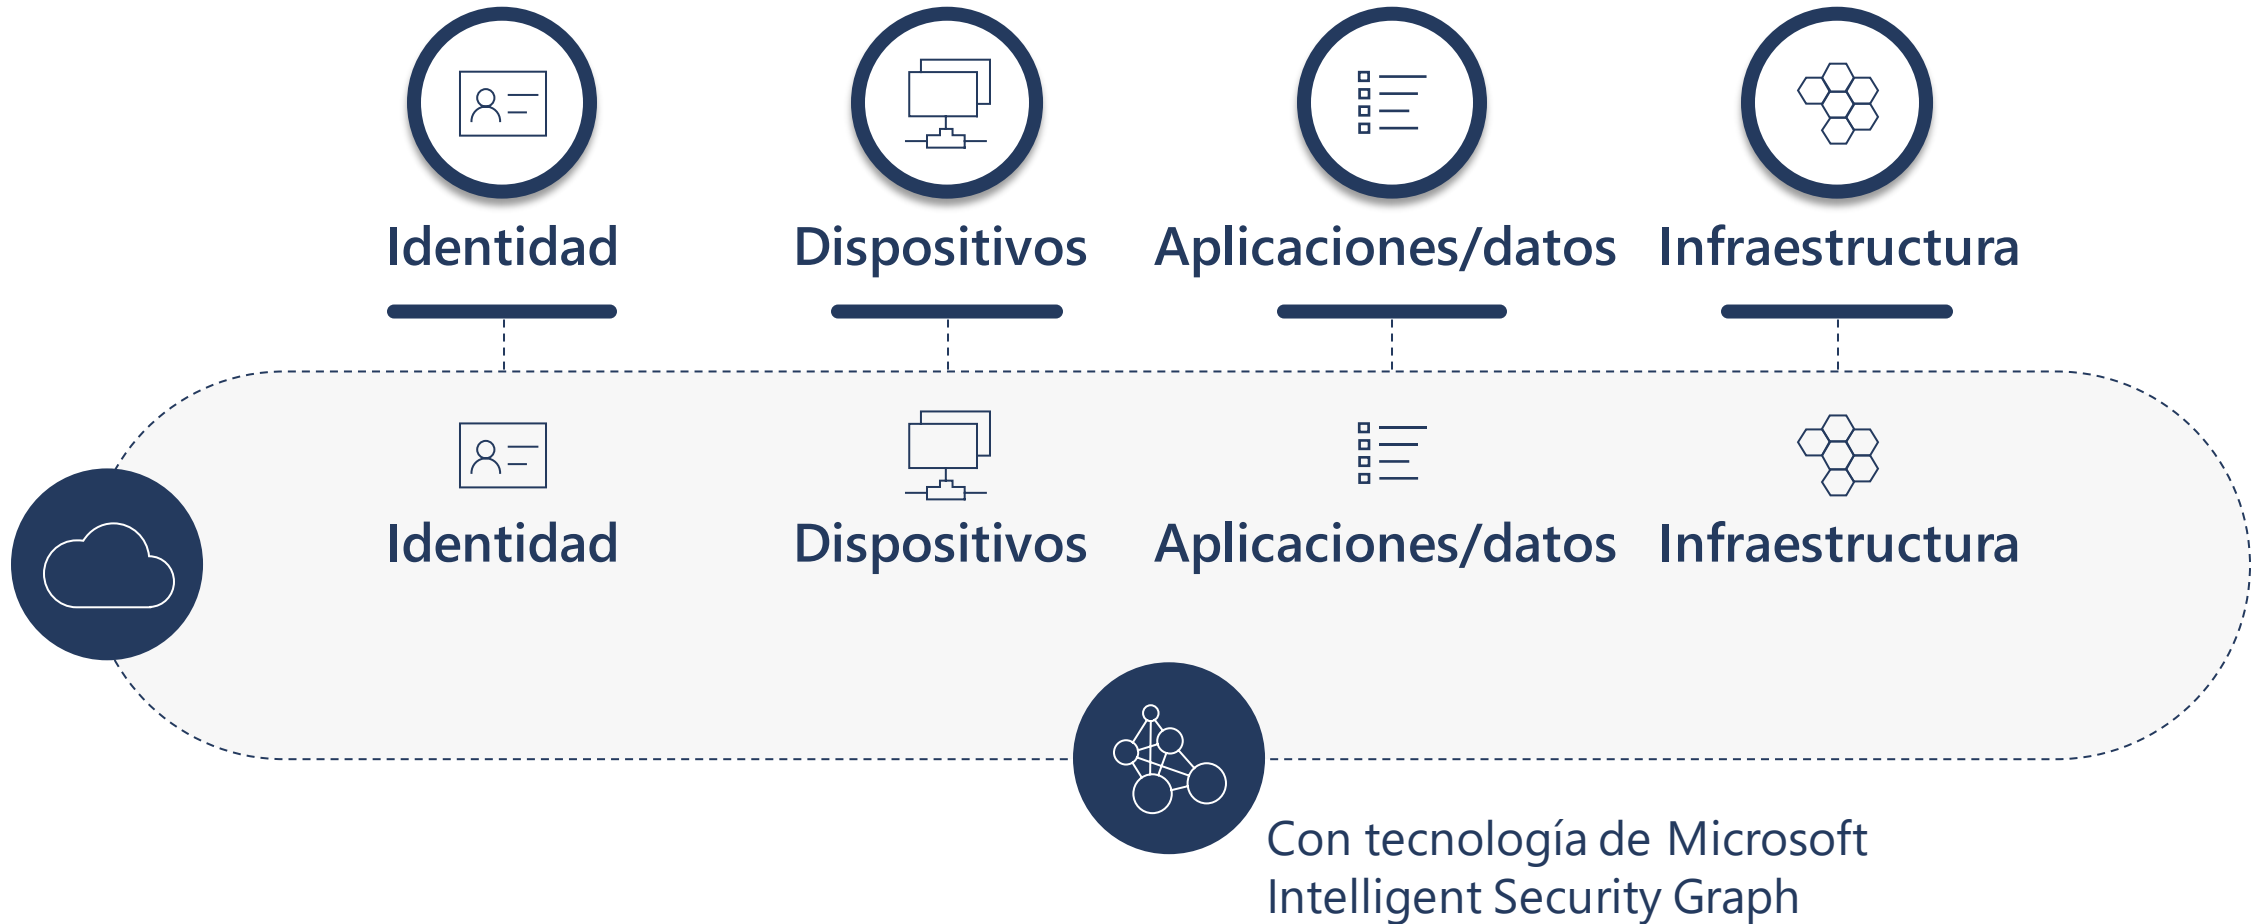 Identidad
Dispositivos
Aplicaciones/datos
Infraestructura
Identidad
Dispositivos
Aplicaciones/datos
Infraestructura
Con tecnología de Microsoft
Intelligent Security Graph